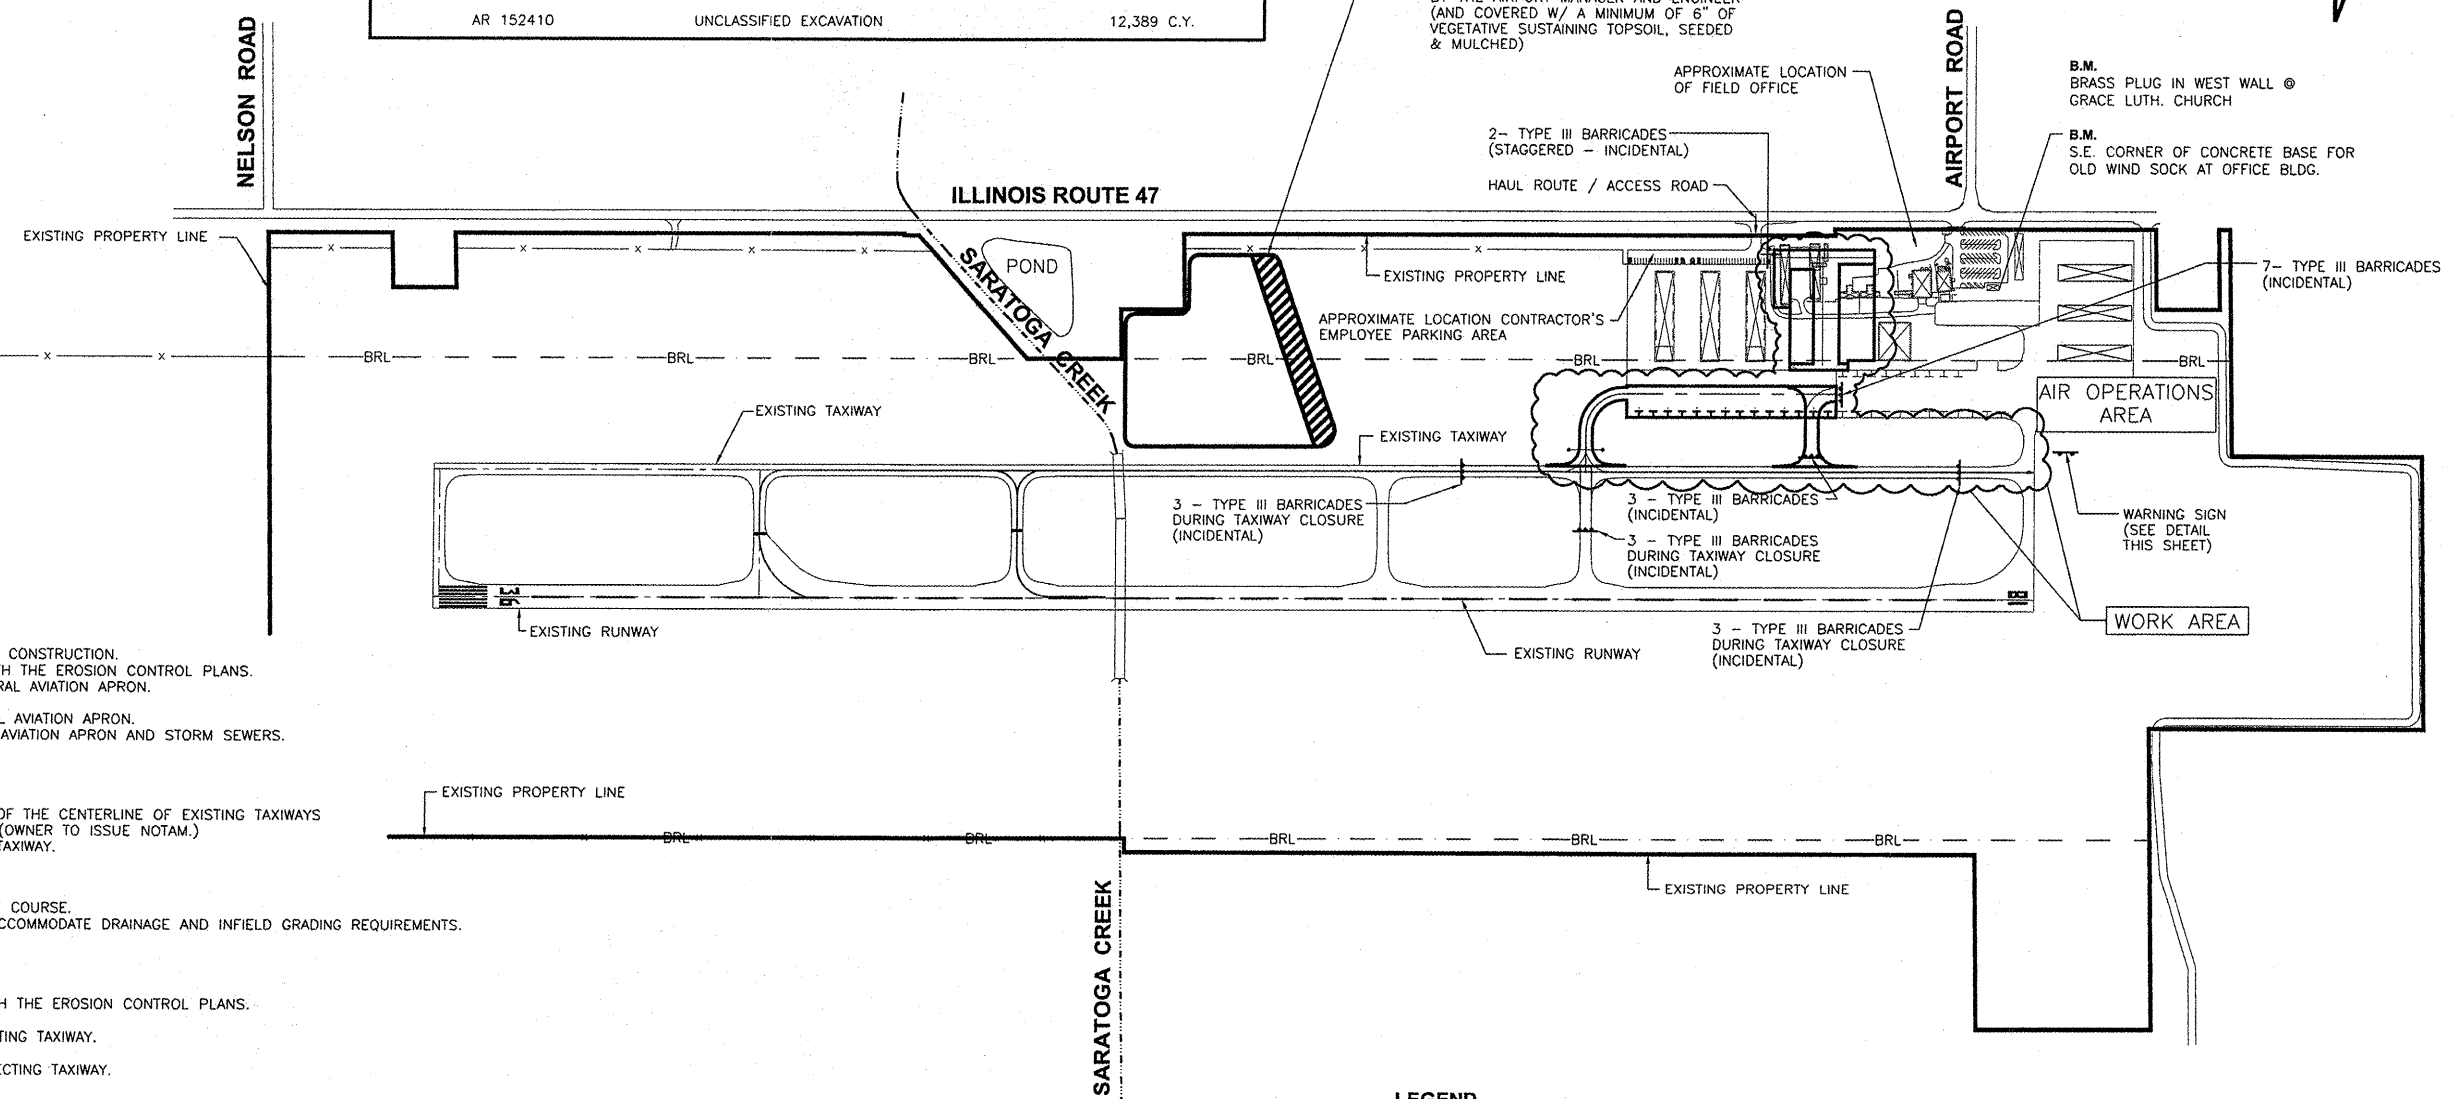 AR 152410 UNCLASSIFIED EXCAVATION 12,389 C.Y.
(AND COVERED W/ A MINIMUM OF 6" OF
VEGETATIVE SUSTAINING TOPSOIL, SEEDED
& MULCHED)
NELSON ROAD
AIRPORT ROAD
APPROXIMATE LOCATION
OF FIELD OFFICE
B.M.
BRASS PLUG IN WEST WALL @
GRACE LUTH. CHURCH
B.M.
S.E. CORNER OF CONCRETE BASE FOR
OLD WIND SOCK AT OFFICE BLDG.
2- TYPE III BARRICADES
(STAGGERED - INCIDENTAL)
HAUL ROUTE / ACCESS ROAD
ILLINOIS ROUTE 47
EXISTING PROPERTY LINE
SARATOGA CREEK
POND
EXISTING PROPERTY LINE
7- TYPE III BARRICADES
(INCIDENTAL)
APPROXIMATE LOCATION CONTRACTOR'S
EMPLOYEE PARKING AREA
X X X X X X X X X X
BRL BRL BRL BRL BRL BRL
AIR OPERATIONS
AREA
EXISTING TAXIWAY
EXISTING TAXIWAY
3 - TYPE III BARRICADES
DURING TAXIWAY CLOSURE
(INCIDENTAL)
3 - TYPE III BARRICADES
(INCIDENTAL)
3 - TYPE III BARRICADES
DURING TAXIWAY CLOSURE
(INCIDENTAL)
WARNING SIGN
(SEE DETAIL
THIS SHEET)
36
18
EXISTING RUNWAY
EXISTING RUNWAY
3 - TYPE III BARRICADES
DURING TAXIWAY CLOSURE
(INCIDENTAL)
WORK AREA
CONSTRUCTION.
H THE EROSION CONTROL PLANS.
RAL AVIATION APRON.
L AVIATION APRON.
AVIATION APRON AND STORM SEWERS.
EXISTING PROPERTY LINE
OF THE CENTERLINE OF EXISTING TAXIWAYS
(OWNER TO ISSUE NOTAM.)
TAXIWAY.
BRL BRL BRL BRL BRL
EXISTING PROPERTY LINE
SARATOGA CREEK
COURSE.
CCOMMODATE DRAINAGE AND INFIELD GRADING REQUIREMENTS.
H THE EROSION CONTROL PLANS.
TING TAXIWAY.
CTING TAXIWAY.
LEGEND